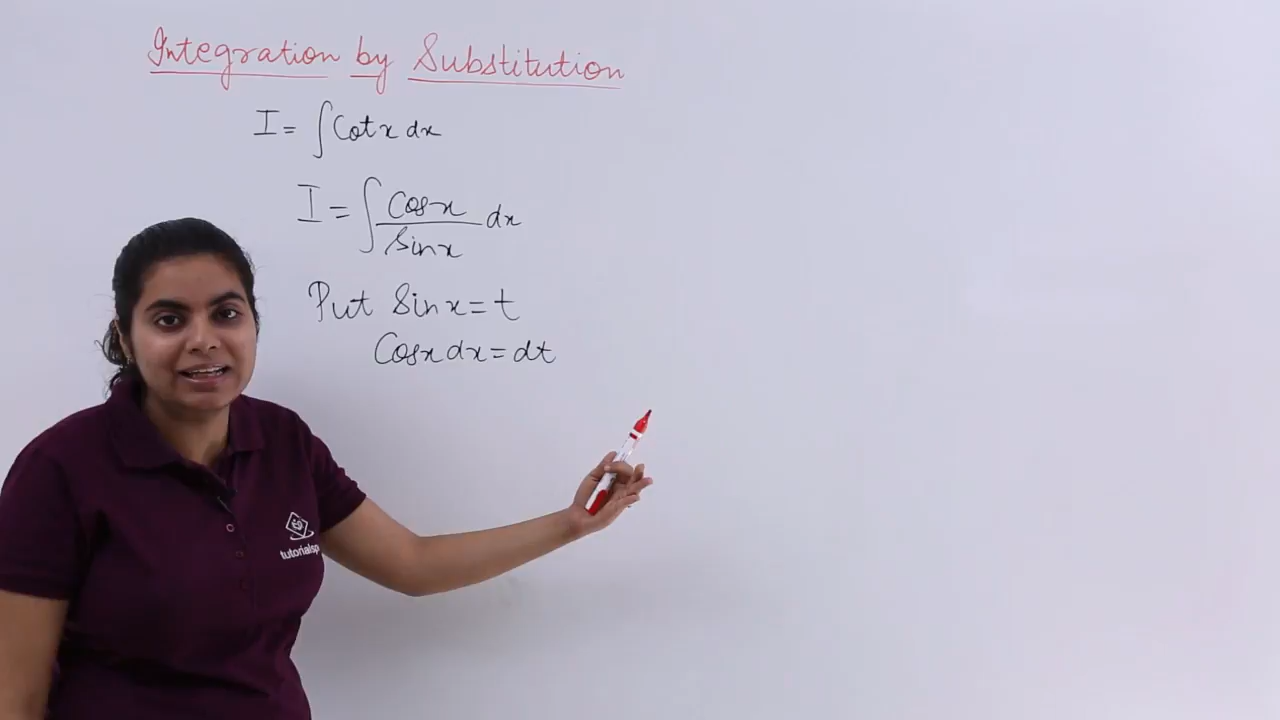 Integration by Substitution
I = ∫ Cot x dx
I = ∫ Cos x / Sin x dx
Put Sin x = t
Cos x dx = dt
tutorialsp